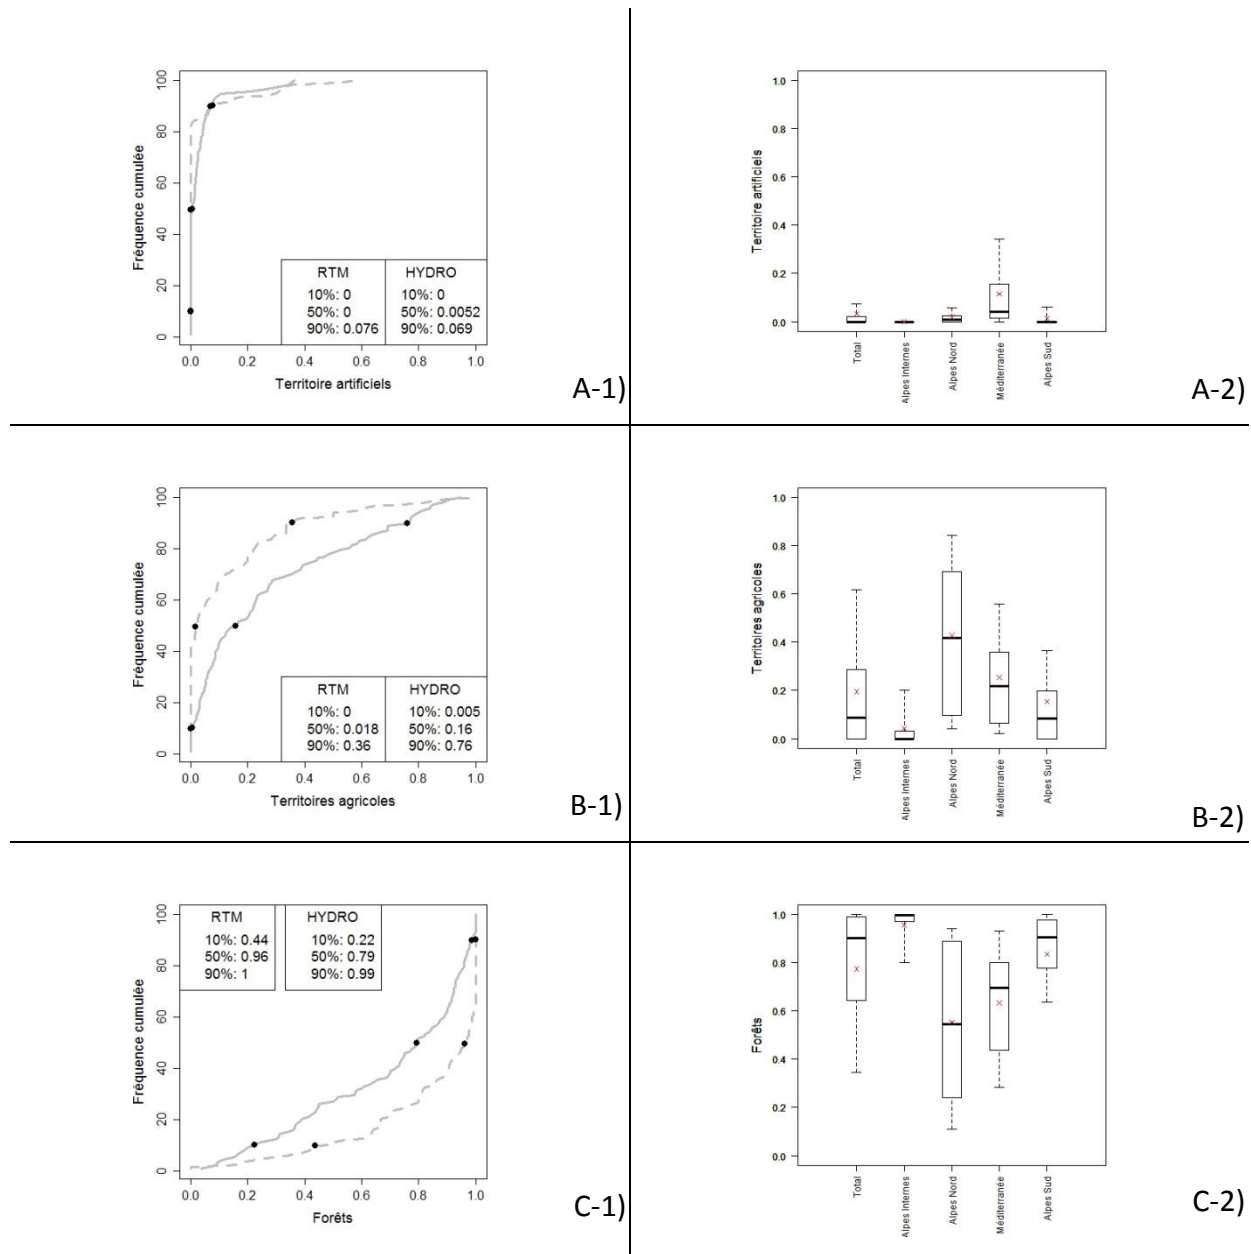 Fréquence cumulée
100
80
60
40
20
0
RTM
10%: 0
50%: 0
90%: 0.076
HYDRO
10%: 0
50%: 0.0052
90%: 0.069
0.0 0.2 0.4 0.6 0.8 1.0
Territoire artificiels
A-1)
Territoire artificiels
1.0
0.8
0.6
0.4
0.2
0.0
Total
Alpes Internes
Alpes Nord
Méditerranée
Alpes Sud
A-2)
Fréquence cumulée
100
80
60
40
20
0
RTM
10%: 0
50%: 0.018
90%: 0.36
HYDRO
10%: 0.005
50%: 0.16
90%: 0.76
0.0 0.2 0.4 0.6 0.8 1.0
Territoires agricoles
B-1)
Territoires agricoles
1.0
0.8
0.6
0.4
0.2
0.0
Total
Alpes Internes
Alpes Nord
Méditerranée
Alpes Sud
B-2)
Fréquence cumulée
100
80
60
40
20
0
RTM
10%: 0.44
50%: 0.96
90%: 1
HYDRO
10%: 0.22
50%: 0.79
90%: 0.99
0.0 0.2 0.4 0.6 0.8 1.0
Forêts
C-1)
Forêts
1.0
0.8
0.6
0.4
0.2
0.0
Total
Alpes Internes
Alpes Nord
Méditerranée
Alpes Sud
C-2)